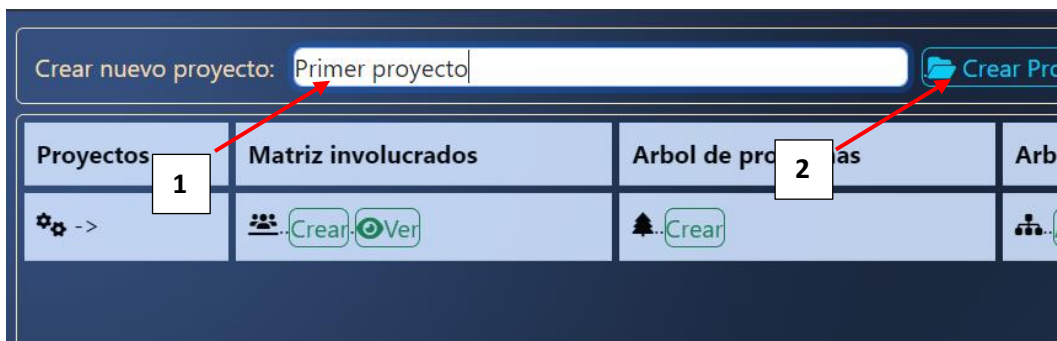 Crear nuevo proyecto: Primer proyecto Crear Pro
Proyectos Matriz involucrados Arbol de pro as Arb
1 2
-> ..Crear.Ver ..Crear ..